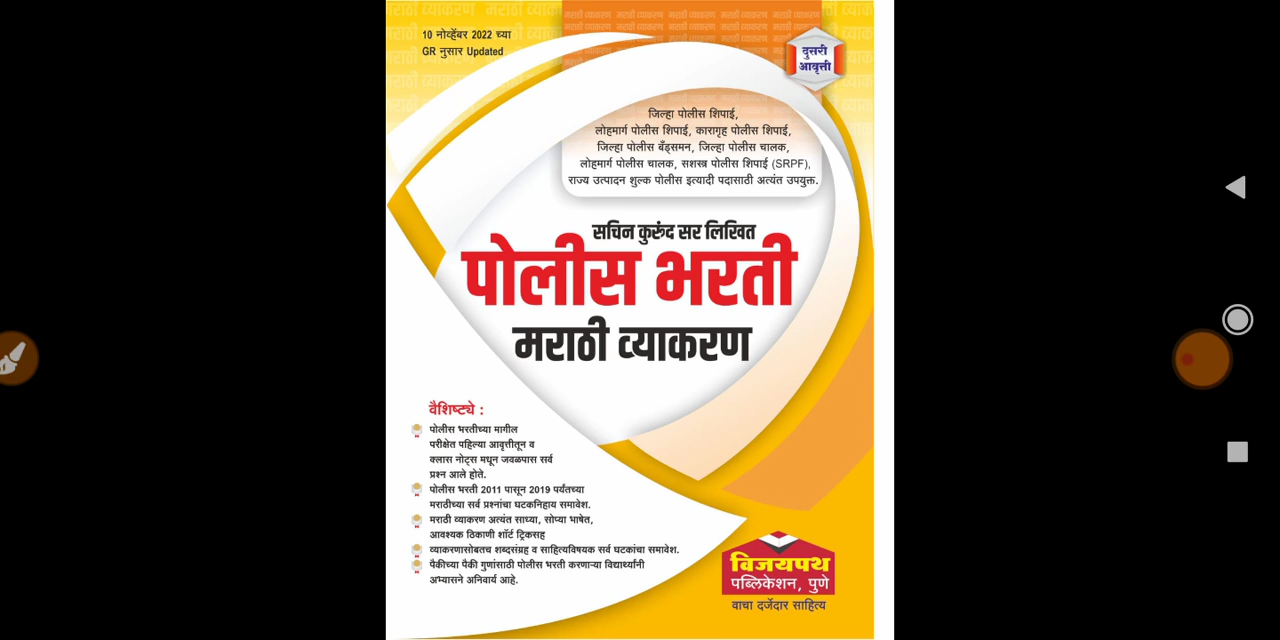 10 नोव्हेंबर 2022 च्या
GR नुसार Updated
दुसरी
आवृत्ती
जिल्हा पोलीस शिपाई,
लोहमार्ग पोलीस शिपाई, कारागृह पोलीस शिपाई,
जिल्हा पोलीस बँड्समन, जिल्हा पोलीस चालक,
लोहमार्ग पोलीस चालक, सशस्त्र पोलीस शिपाई (SRPF),
राज्य उत्पादन शुल्क पोलीस इत्यादी पदासाठी अत्यंत उपयुक्त.
सचिन कुरुंद सर लिखित
पोलीस भरती
मराठी व्याकरण
वैशिष्ट्ये :
पोलीस भरतीच्या मागील
परीक्षेत पहिल्या आवृत्तीतून व
क्लास नोट्स मधून जवळपास सर्व
प्रश्न आले होते.
पोलीस भरती 2011 पासून 2019 पर्यंतच्या
मराठीच्या सर्व प्रश्नांचा घटकनिहाय समावेश.
मराठी व्याकरण अत्यंत साध्या, सोप्या भाषेत,
आवश्यक ठिकाणी शॉर्ट ट्रिकसह
व्याकरणासोबतच शब्दसंग्रह व साहित्यविषयक सर्व घटकांचा समावेश.
पैकीच्या पैकी गुणांसाठी पोलीस भरती करणाऱ्या विद्यार्थ्यांनी
अभ्यासने अनिवार्य आहे.
विजयपथ
पब्लिकेशन, पुणे
वाचा दर्जेदार साहित्य